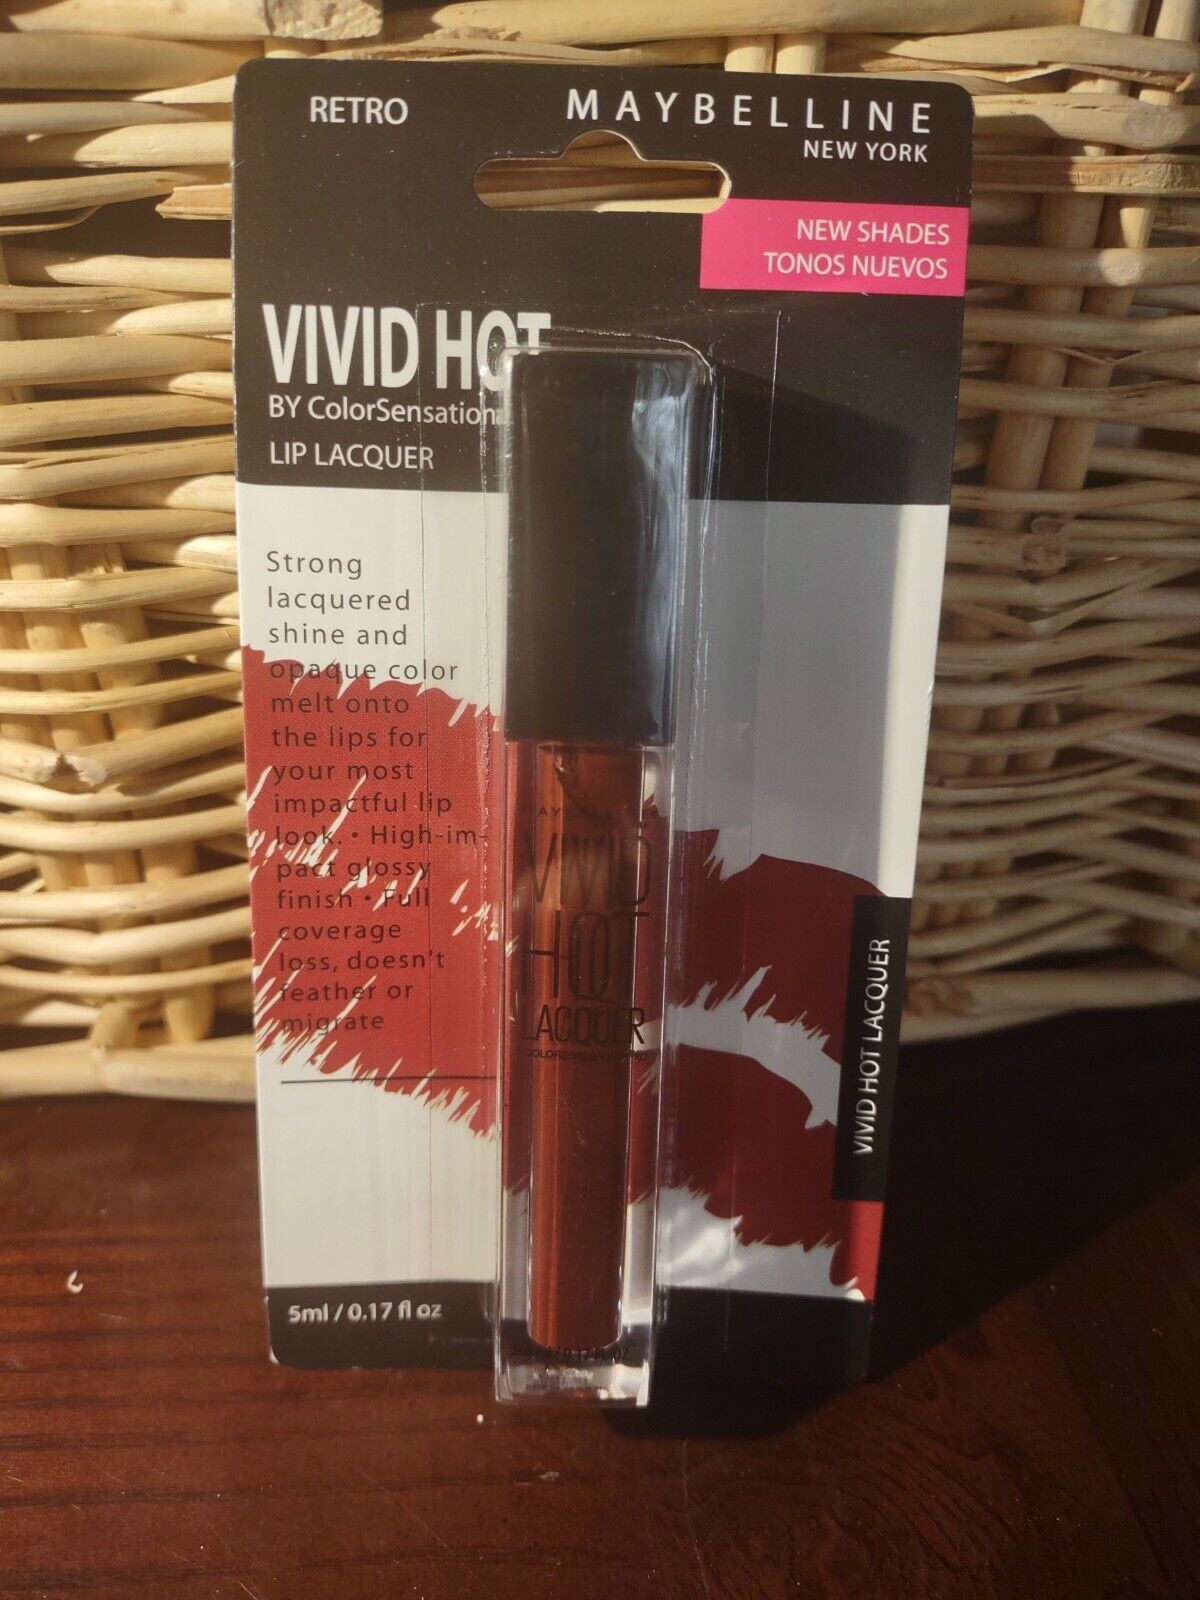 RETRO
MAYBELLINE
NEW YORK
NEW SHADES
TONOS NUEVOS
VIVID HOT
BY ColorSensational
LIP LACQUER
Strong
lacquered
shine and
opaque color
melt onto
the lips for
your most
impactful lip
look. • High-im-
pact glossy
finish • Full
coverage
loss, doesn't
feather or
migrate
VIVID
HOT
LACQUER
VIVID HOT LACQUER
5ml / 0.17 fl oz